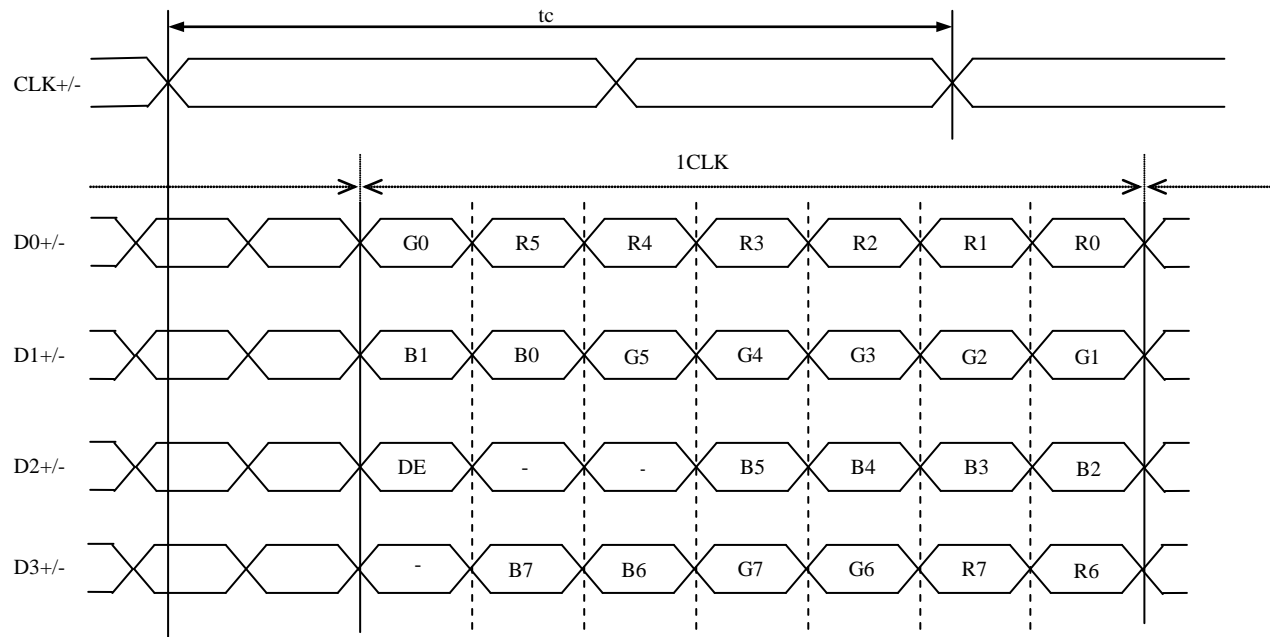 tc
CLK+/-
1CLK
D0+/- G0 R5 R4 R3 R2 R1 R0
D1+/- B1 B0 G5 G4 G3 G2 G1
D2+/- DE - - B5 B4 B3 B2
D3+/- - B7 B6 G7 G6 R7 R6